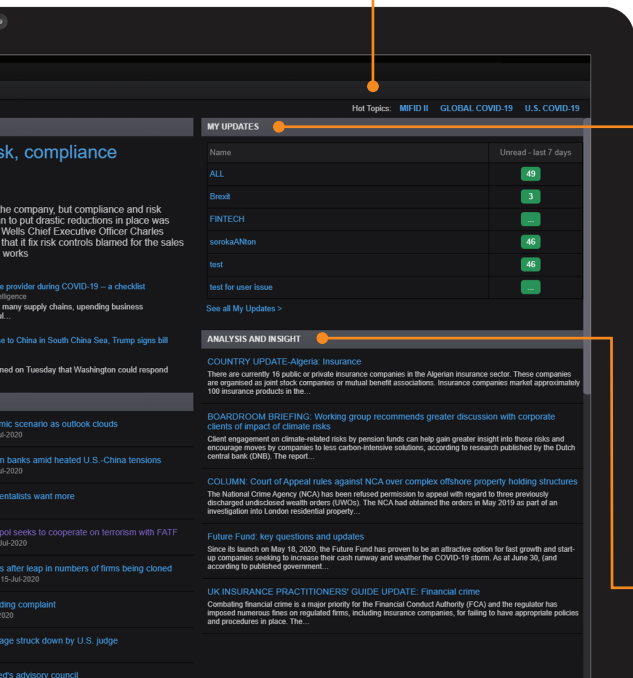 Hot Topics: MIFID II GLOBAL COVID-19 U.S. COVID-19
MY UPDATES
Name Unread - last 7 days
ALL 49
Brexit 3
FINTECH ...
sorokaANton 46
test 46
test for user issue ...
See all My Updates >
ANALYSIS AND INSIGHT
COUNTRY UPDATE-Algeria: Insurance
There are currently 16 public or private insurance companies in the Algerian insurance sector. These companies
are organised as joint stock companies or mutual benefit associations. Insurance companies market approximately
100 insurance products in the...
BOARDROOM BRIEFING: Working group recommends greater discussion with corporate
clients of impact of climate risks
Client engagement on climate-related risks by pension funds can help gain greater insight into those risks and
encourage moves by companies to less carbon-intensive solutions, according to research published by the Dutch
central bank (DNB). The report...
COLUMN: Court of Appeal rules against NCA over complex offshore property holding structures
The National Crime Agency (NCA) has been refused permission to appeal with regard to three previously
discharged undisclosed wealth orders (UWOs). The NCA had obtained the orders in May 2019 as part of an
investigation into London residential property...
Future Fund: key questions and updates
Since its launch on May 18, 2020, the Future Fund has proven to be an attractive option for fast growth and start-
up companies seeking to increase their cash runway and weather the COVID-19 storm. As at June 30, (and
according to published government...
UK INSURANCE PRACTITIONERS' GUIDE UPDATE: Financial crime
Combating financial crime is a major priority for the Financial Conduct Authority (FCA) and the regulator has
imposed numerous fines on regulated firms, including insurance companies, for failing to have appropriate policies
and procedures in place. The...
sk, compliance
he company, but compliance and risk
n to put drastic reductions in place was
Wells Chief Executive Officer Charles
that it fix risk controls blamed for the sales
works
e provider during COVID-19 – a checklist
elligence
many supply chains, upending business
al...
se to China in South China Sea, Trump signs bill
ned on Tuesday that Washington could respond
mic scenario as outlook clouds
ul-2020
n banks amid heated U.S.-China tensions
ul-2020
entalists want more
pol seeks to cooperate on terrorism with FATF
Jul-2020
s after leap in numbers of firms being cloned
15-Jul-2020
ding complaint
2020
age struck down by U.S. judge
ed's advisory council